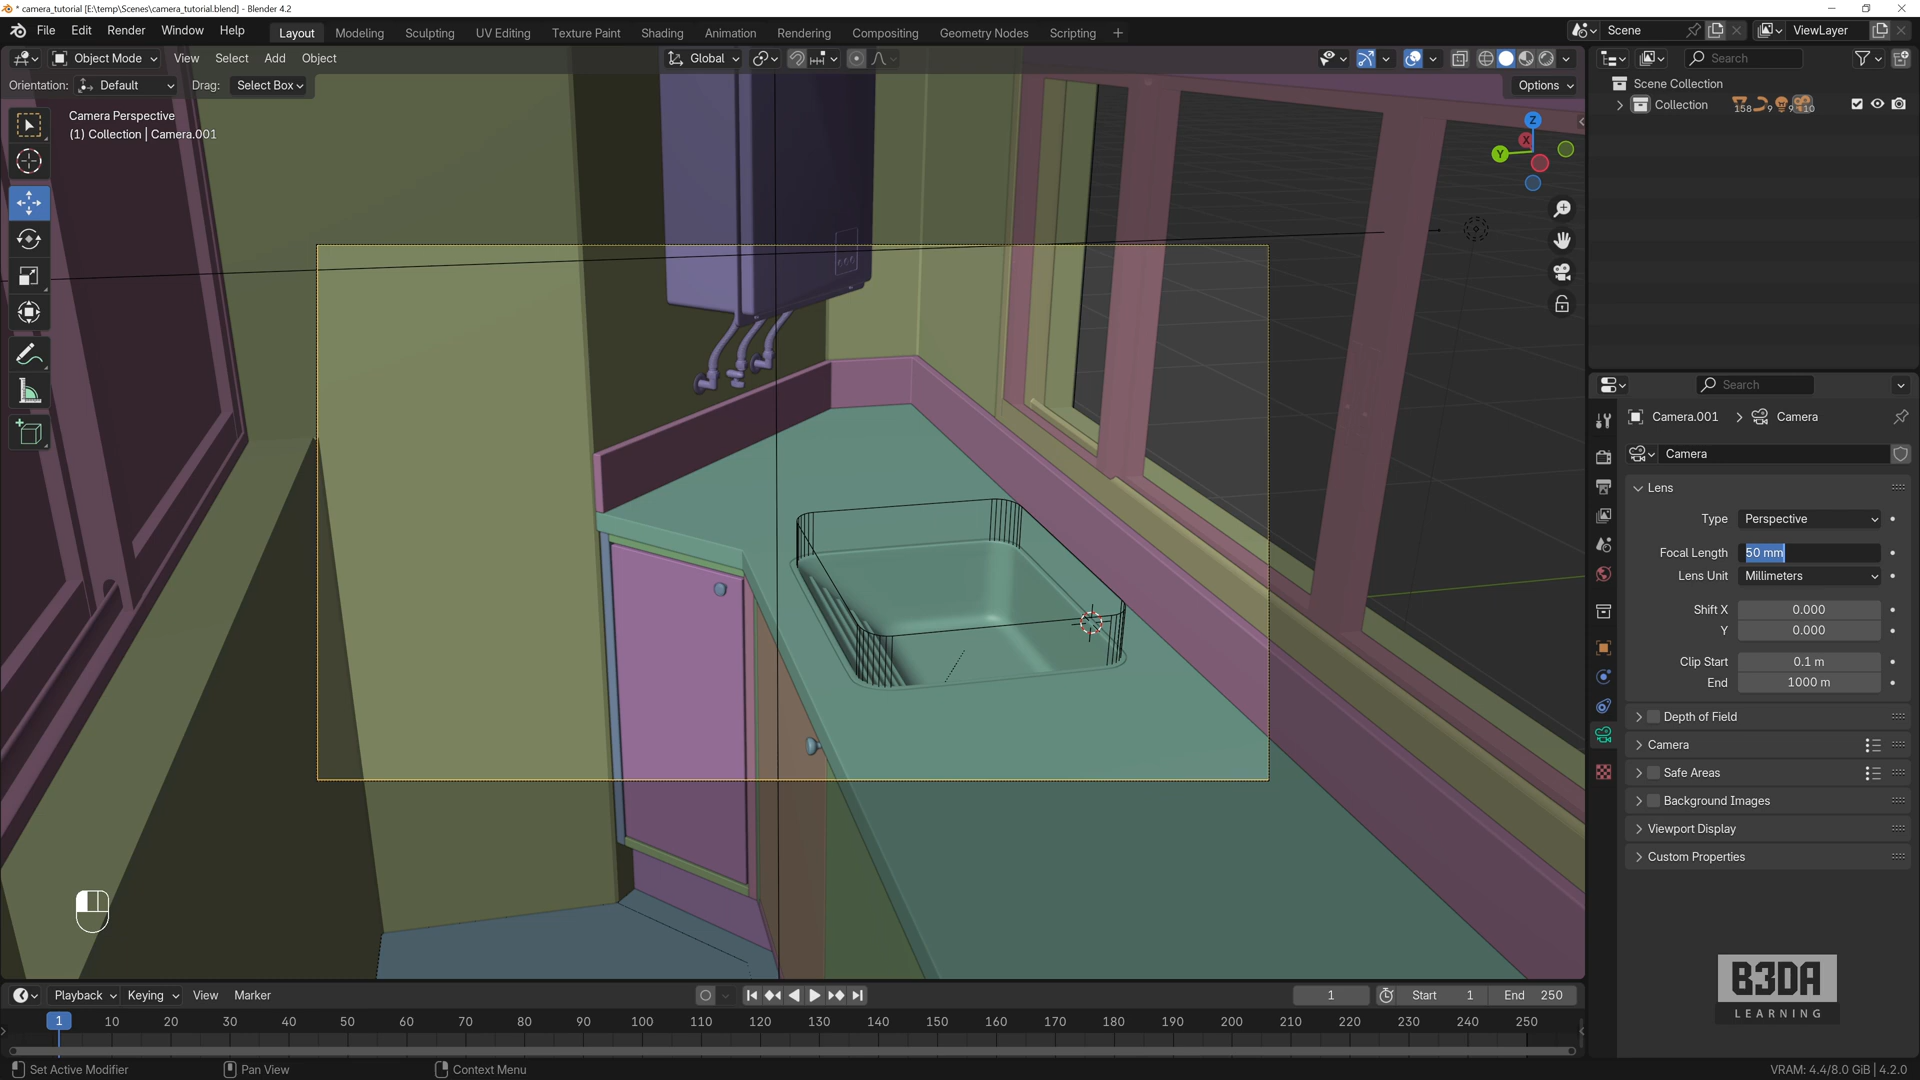 * camera_tutorial [E:\temp\Scenes\camera_tutorial.blend] - Blender 4.2
File Edit Render Window Help
Layout Modeling Sculpting UV Editing Texture Paint Shading Animation Rendering Compositing Geometry Nodes Scripting +
Scene
ViewLayer
Object Mode View Select Add Object
Global
Orientation: Default Drag: Select Box
Options
Camera Perspective
(1) Collection | Camera.001
Z
X
Y
Search
Scene Collection
Collection 158 9 9 10
Search
Camera.001 > Camera
Camera
Lens
Type Perspective
Focal Length 50 mm
Lens Unit Millimeters
Shift X 0.000
Y 0.000
Clip Start 0.1 m
End 1000 m
Depth of Field
Camera
Safe Areas
Background Images
Viewport Display
Custom Properties
B3DA
LEARNING
Playback Keying View Marker
1
Start 1 End 250
1 10 20 30 40 50 60 70 80 90 100 110 120 130 140 150 160 170 180 190 200 210 220 230 240 250
Set Active Modifier
Pan View
Context Menu
VRAM: 4.4/8.0 GiB | 4.2.0